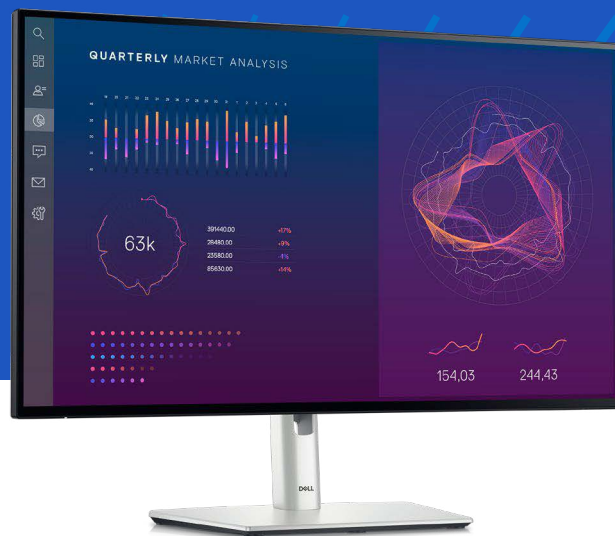 QUARTERLY MARKET ANALYSIS
63k
391440.00 +17%
26480.00 +9%
23580.00 -4%
85630.00 +14%
154,03 244,43
DELL